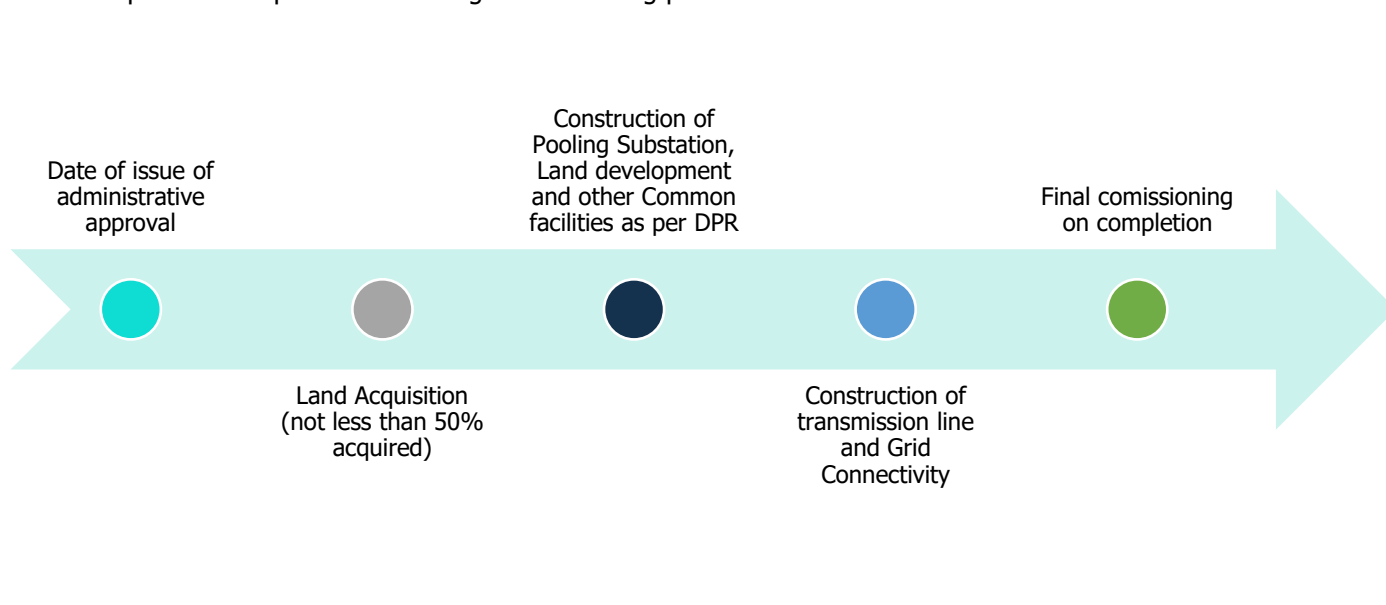 Date of issue of
administrative
approval
Land Acquisition
(not less than 50%
acquired)
Construction of
Pooling Substation,
Land development
and other Common
facilities as per DPR
Construction of
transmission line
and Grid
Connectivity
Final comissioning
on completion